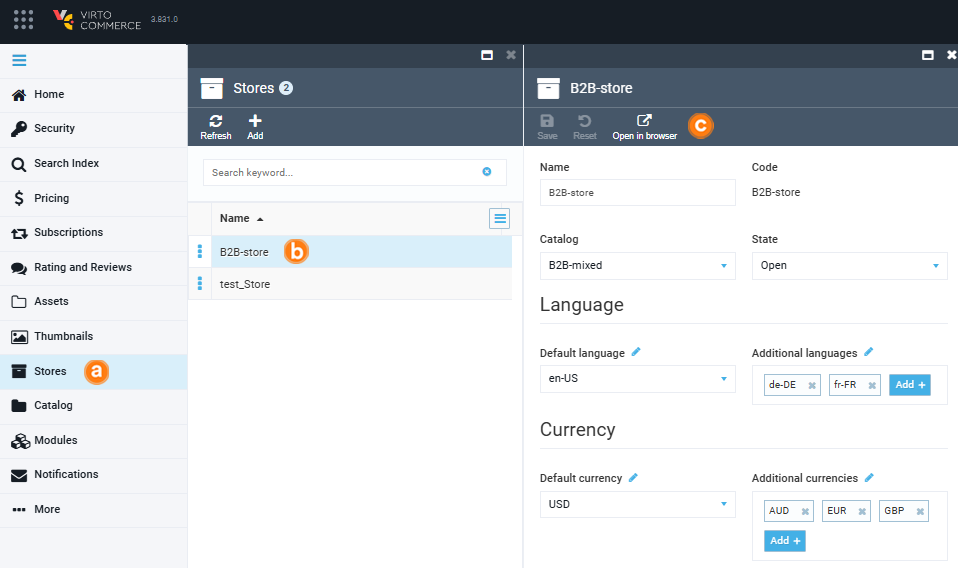 VIRTO
COMMERCE
3.831.0
Home
Security
Search Index
$ Pricing
Subscriptions
Rating and Reviews
Assets
Thumbnails
Stores a
Catalog
Modules
Notifications
More
Stores 2
Refresh Add
Search keyword...
Name
B2B-store b
test_Store
B2B-store
Save Reset Open in browser c
Name Code
B2B-store B2B-store
Catalog State
B2B-mixed Open
Language
Default language Additional languages
en-US de-DE fr-FR Add +
Currency
Default currency Additional currencies
USD AUD EUR GBP
Add +